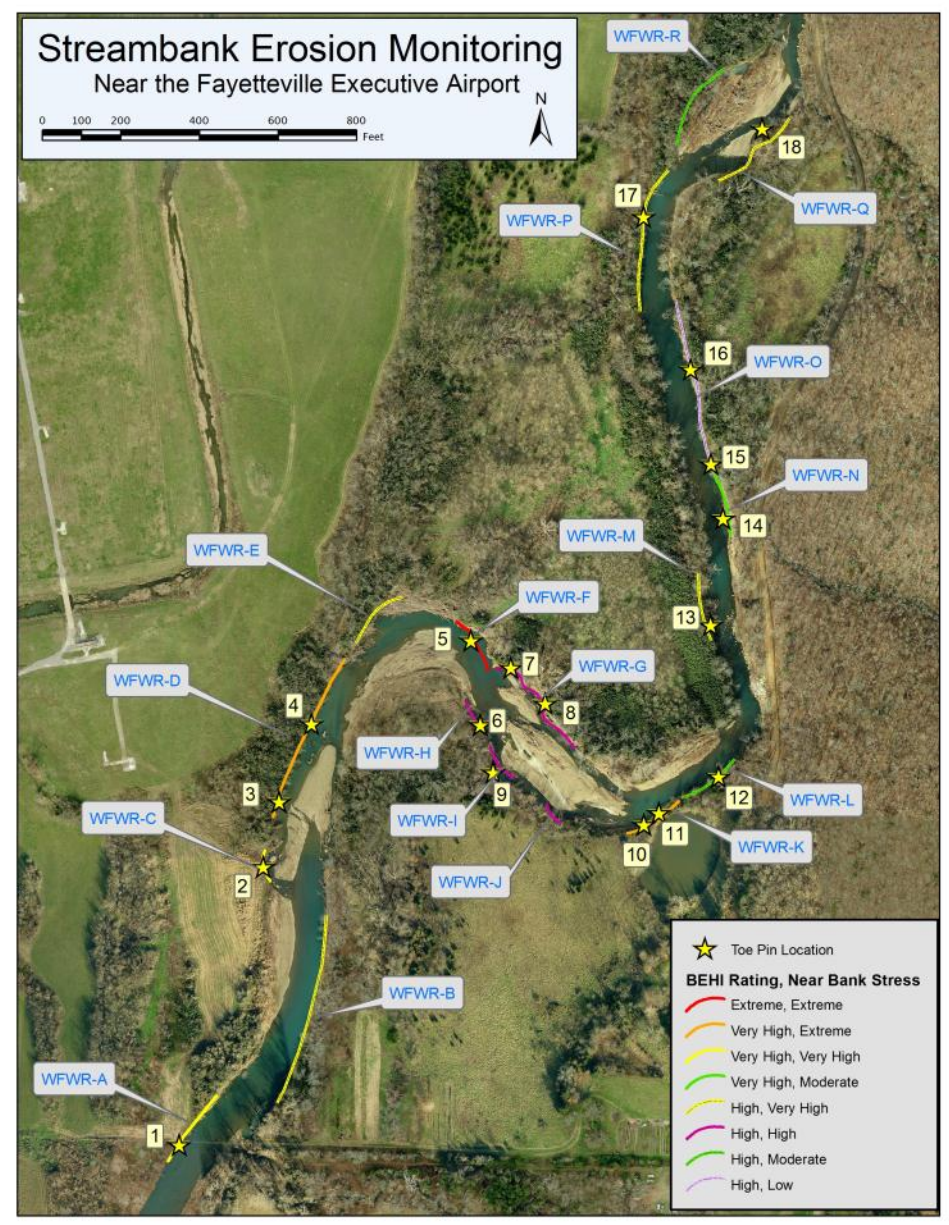 Streambank Erosion Monitoring
Near the Fayetteville Executive Airport
N
0 100 200 400 600 800
Feet
WFWR-R
18
17
WFWR-Q
WFWR-P
16
WFWR-O
15
WFWR-N
14
WFWR-M
WFWR-E
WFWR-F
13
5
7
WFWR-G
WFWR-D
4
8
6
WFWR-H
3
9
12
WFWR-L
WFWR-C
WFWR-I
11
WFWR-K
10
2
WFWR-J
WFWR-B
WFWR-A
1
Toe Pin Location
BEHI Rating, Near Bank Stress
Extreme, Extreme
Very High, Extreme
Very High, Very High
Very High, Moderate
High, Very High
High, High
High, Moderate
High, Low